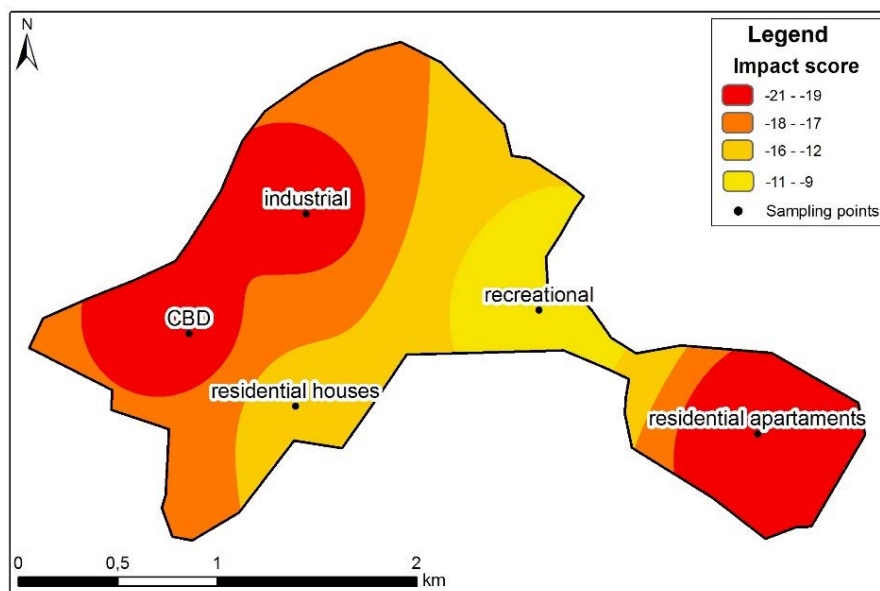 N
Legend
Impact score
-21 - -19
-18 - -17
-16 - -12
-11 - -9
Sampling points
industrial
recreational
CBD
residential houses
residential apartaments
0 0,5 1 2
km